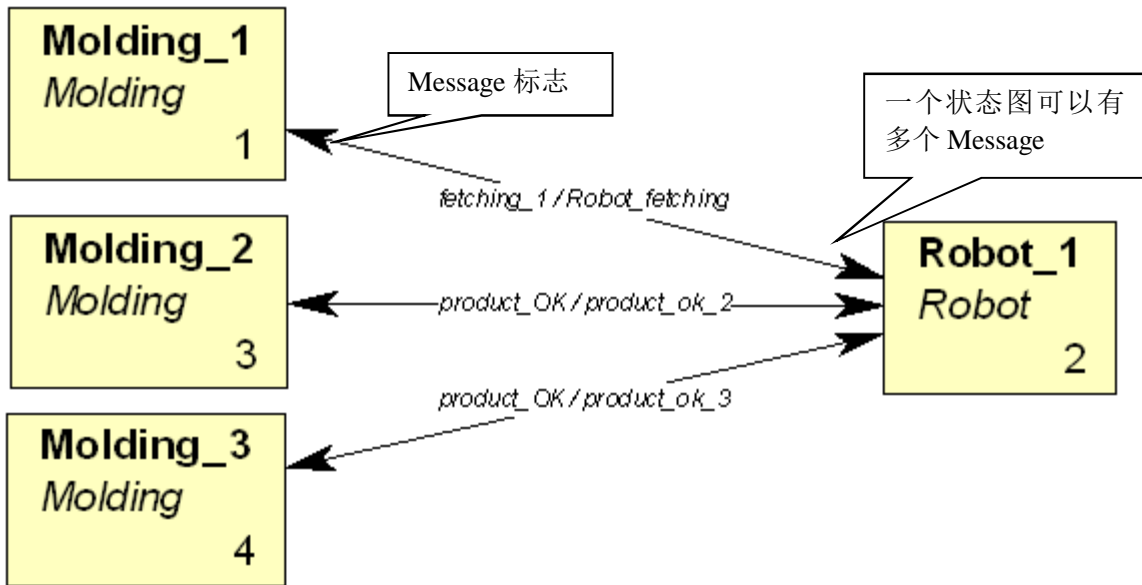 Molding_1
Molding
1
Message 标志
一个状态图可以有
多个 Message
fetching_1 / Robot_fetching
Molding_2
Molding
3
product_OK / product_ok_2
Robot_1
Robot
2
product_OK / product_ok_3
Molding_3
Molding
4